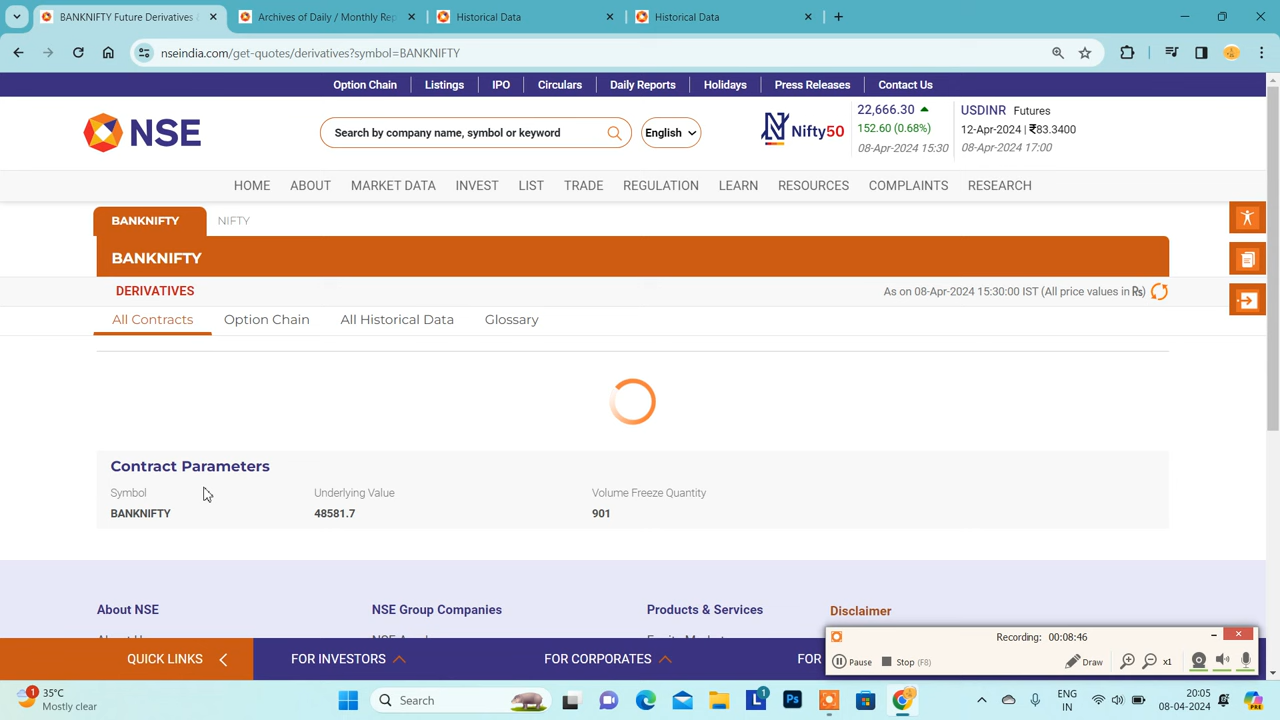 BANKNIFTY Future Derivatives &
Archives of Daily / Monthly Rep
Historical Data
Historical Data
nseindia.com/get-quotes/derivatives?symbol=BANKNIFTY
Option Chain Listings IPO Circulars Daily Reports Holidays Press Releases Contact Us
NSE
Search by company name, symbol or keyword
English
Nifty50
22,666.30
152.60 (0.68%)
08-Apr-2024 15:30
USDINR Futures
12-Apr-2024 | ₹83.3400
08-Apr-2024 17:00
HOME ABOUT MARKET DATA INVEST LIST TRADE REGULATION LEARN RESOURCES COMPLAINTS RESEARCH
BANKNIFTY NIFTY
BANKNIFTY
DERIVATIVES
As on 08-Apr-2024 15:30:00 IST (All price values in ₨)
All Contracts Option Chain All Historical Data Glossary
Contract Parameters
Symbol Underlying Value Volume Freeze Quantity
BANKNIFTY 48581.7 901
About NSE NSE Group Companies Products & Services Disclaimer
QUICK LINKS FOR INVESTORS FOR CORPORATES FOR
Recording: 00:08:46
Pause Stop (F8) Draw x1
1
35°C
Mostly clear
Search
1
ENG
IN
20:05
08-04-2024
PRE